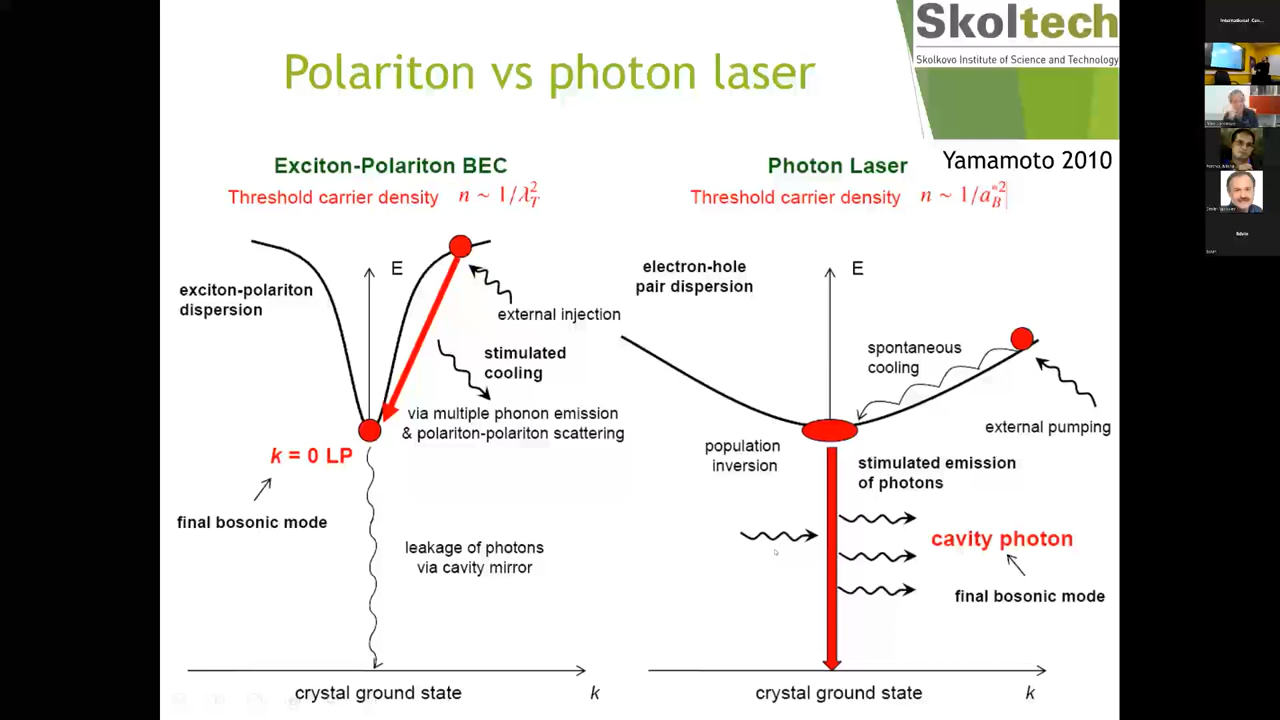 Skoltech
Skolkovo Institute of Science and Technology
Polariton vs photon laser
Yamamoto 2010
Exciton-Polariton BEC
Threshold carrier density n ~ 1/λ_T^2
E
exciton-polariton
dispersion
external injection
stimulated
cooling
via multiple phonon emission
& polariton-polariton scattering
k = 0 LP
final bosonic mode
leakage of photons
via cavity mirror
crystal ground state
k
Photon Laser
Threshold carrier density n ~ 1/a_B^{*2}
electron-hole
pair dispersion
E
spontaneous
cooling
external pumping
population
inversion
stimulated emission
of photons
cavity photon
final bosonic mode
crystal ground state
k